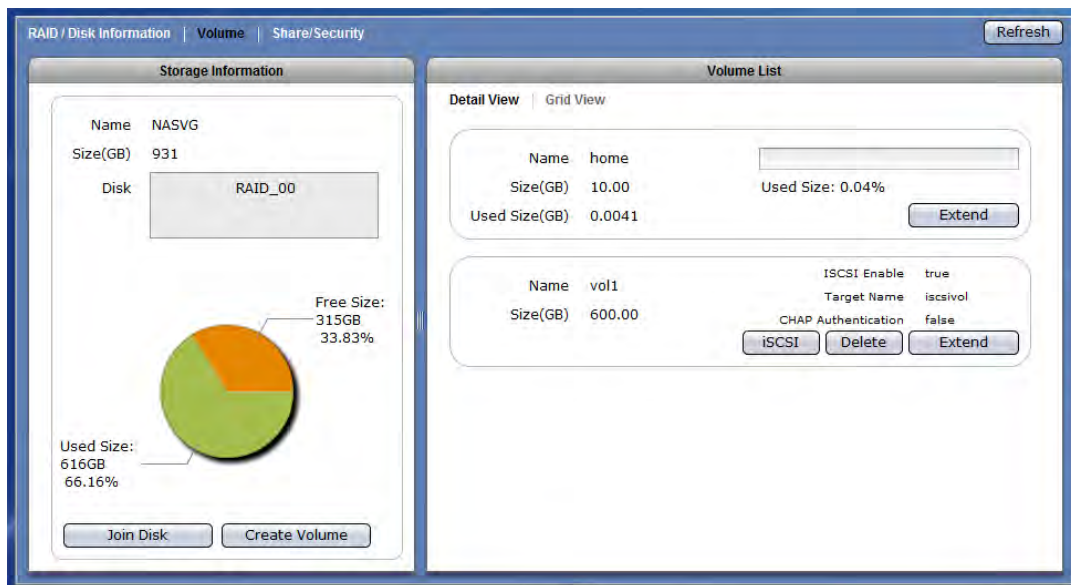 RAID / Disk Information | Volume | Share/Security
Refresh
Storage Information
Name NASVG
Size(GB) 931
Disk RAID_00
Free Size:
315GB
33.83%
Used Size:
616GB
66.16%
Join Disk
Create Volume
Volume List
Detail View | Grid View
Name home
Size(GB) 10.00
Used Size: 0.04%
Used Size(GB) 0.0041
Extend
Name vol1
Size(GB) 600.00
ISCSI Enable true
Target Name iscsivol
CHAP Authentication false
iSCSI
Delete
Extend